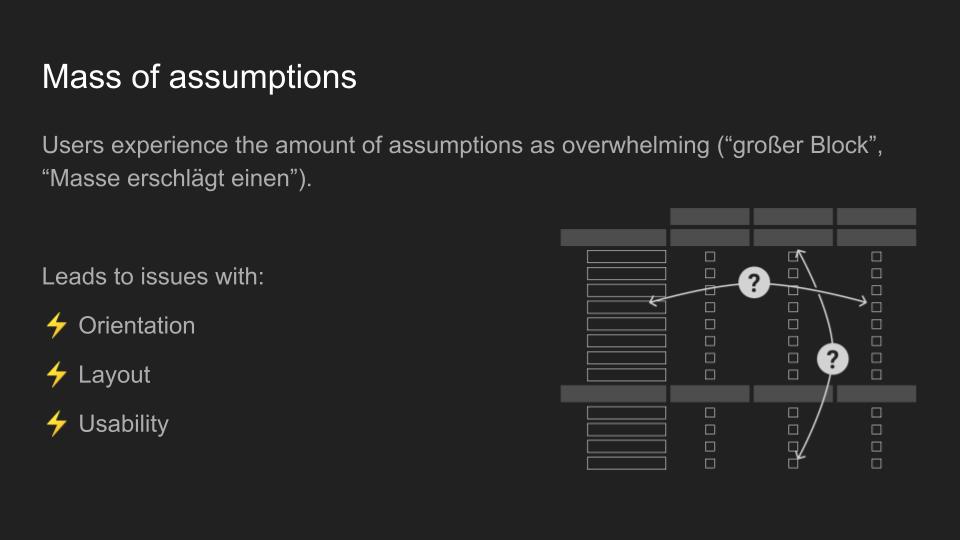 Mass of assumptions
Users experience the amount of assumptions as overwhelming (“großer Block”,
“Masse erschlägt einen”).
Leads to issues with:
⚡ Orientation
⚡ Layout
⚡ Usability
?
?